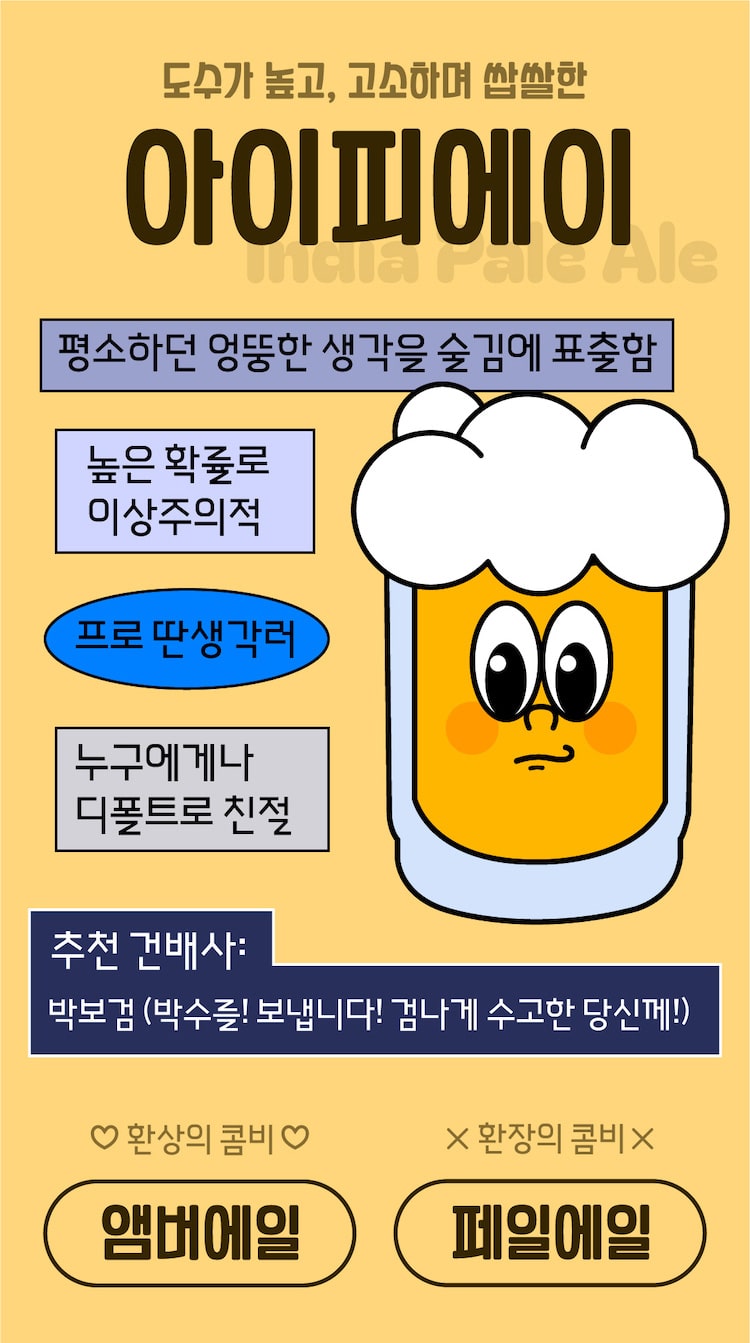 도수가 높고, 고소하며 쌉쌀한
아이피에이
India Pale Ale
평소하던 엉뚱한 생각을 술김에 표출함
높은 확률로
이상주의적
프로 딴생각러
누구에게나
디폴트로 친절
추천 건배사:
박보검 (박수를! 보냅니다! 검나게 수고한 당신께!)
♡ 환상의 콤비 ♡
× 환장의 콤비 ×
앰버에일
페일에일